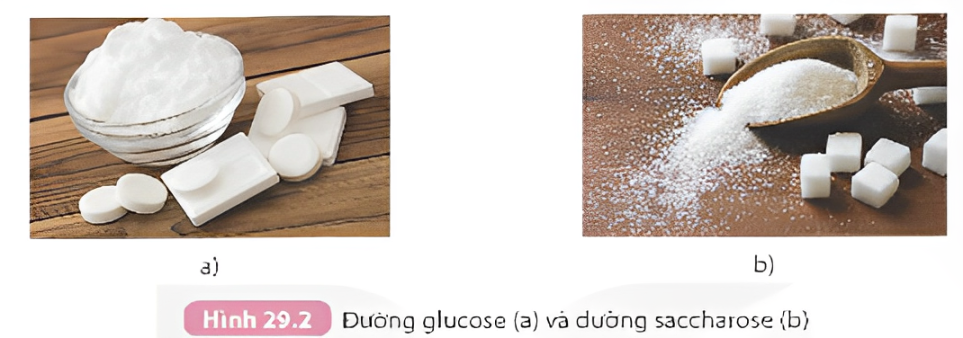 a)
b)
Hình 29.2 Đường glucose (a) và đường saccharose (b)